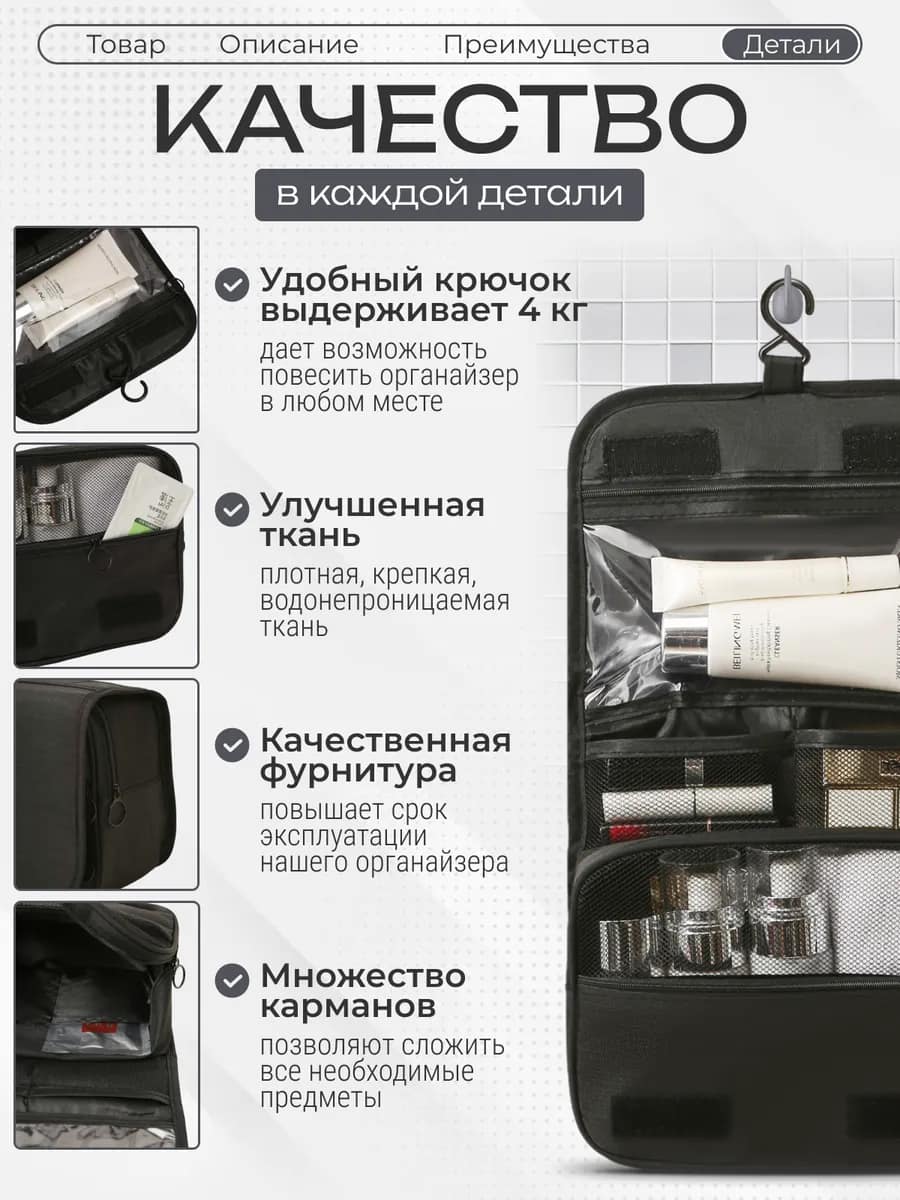 Товар Описание Преимущества Детали
КАЧЕСТВО
в каждой детали
Удобный крючок
выдерживает 4 кг
дает возможность
повесить органайзер
в любом месте
Улучшенная
ткань
плотная, крепкая,
водонепроницаемая
ткань
Качественная
фурнитура
повышает срок
эксплуатации
нашего органайзера
Множество
карманов
позволяют сложить
все необходимые
предметы